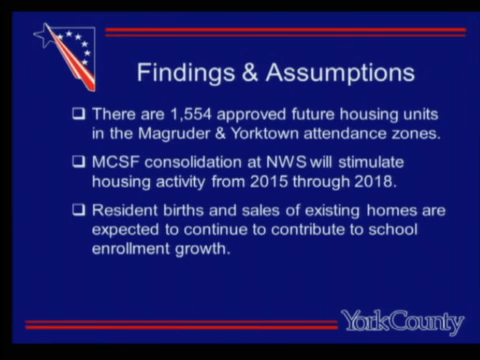 Findings & Assumptions
There are 1,554 approved future housing units
in the Magruder & Yorktown attendance zones.
MCSF consolidation at NWS will stimulate
housing activity from 2015 through 2018.
Resident births and sales of existing homes are
expected to continue to contribute to school
enrollment growth.
YorkCounty